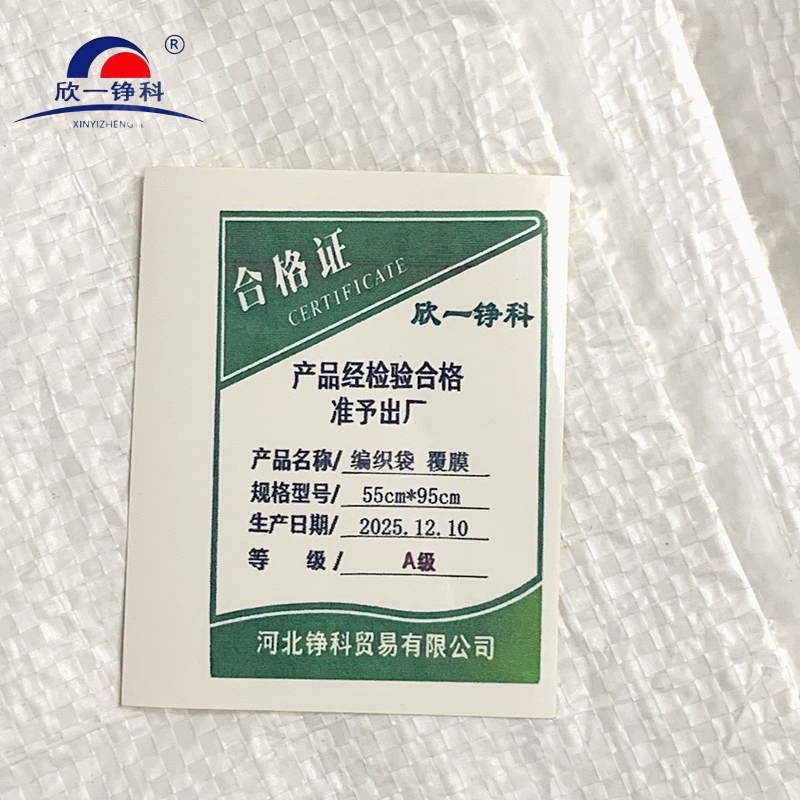 ®
欣一铮科
XINYIZHENG
合格证
CERTIFICATE
欣一铮科
产品经检验合格
准予出厂
产品名称/ 编织袋 覆膜
规格型号/ 55cm*95cm
生产日期/ 2025.12.10
等 级/ A级
河北铮科贸易有限公司